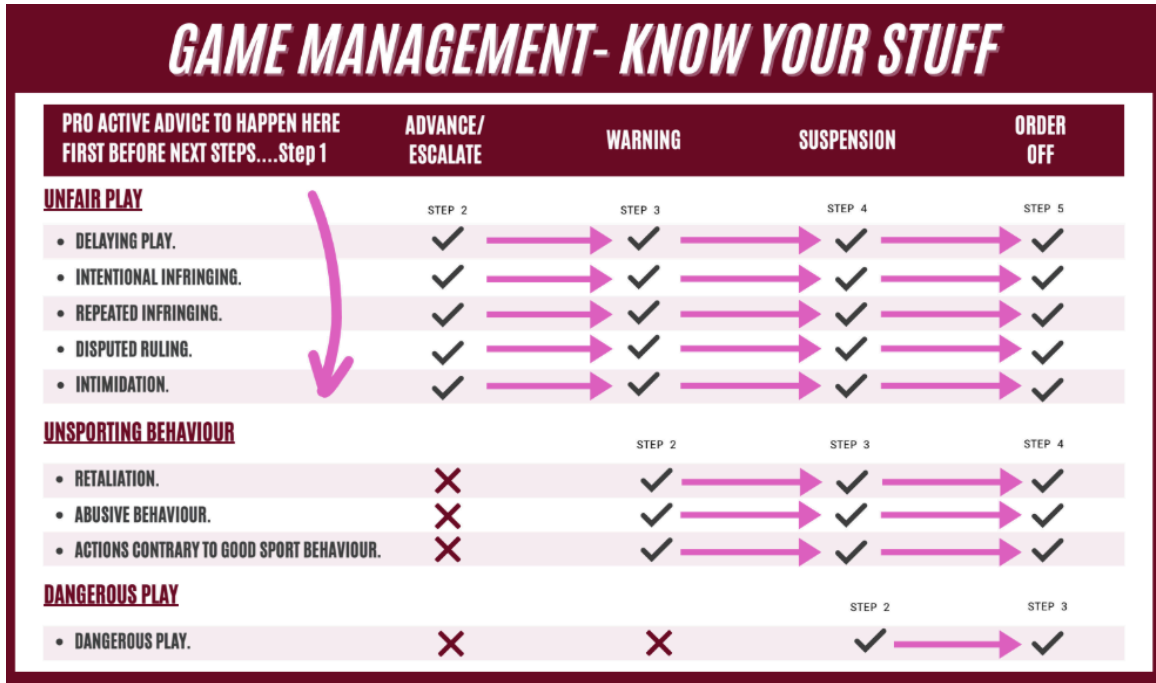 GAME MANAGEMENT- KNOW YOUR STUFF
PRO ACTIVE ADVICE TO HAPPEN HERE
FIRST BEFORE NEXT STEPS....Step 1
ADVANCE/
ESCALATE
WARNING
SUSPENSION
ORDER
OFF
UNFAIR PLAY
STEP 2
STEP 3
STEP 4
STEP 5
• DELAYING PLAY.
• INTENTIONAL INFRINGING.
• REPEATED INFRINGING.
• DISPUTED RULING.
• INTIMIDATION.
UNSPORTING BEHAVIOUR
STEP 2
STEP 3
STEP 4
• RETALIATION.
• ABUSIVE BEHAVIOUR.
• ACTIONS CONTRARY TO GOOD SPORT BEHAVIOUR.
DANGEROUS PLAY
STEP 2
STEP 3
• DANGEROUS PLAY.